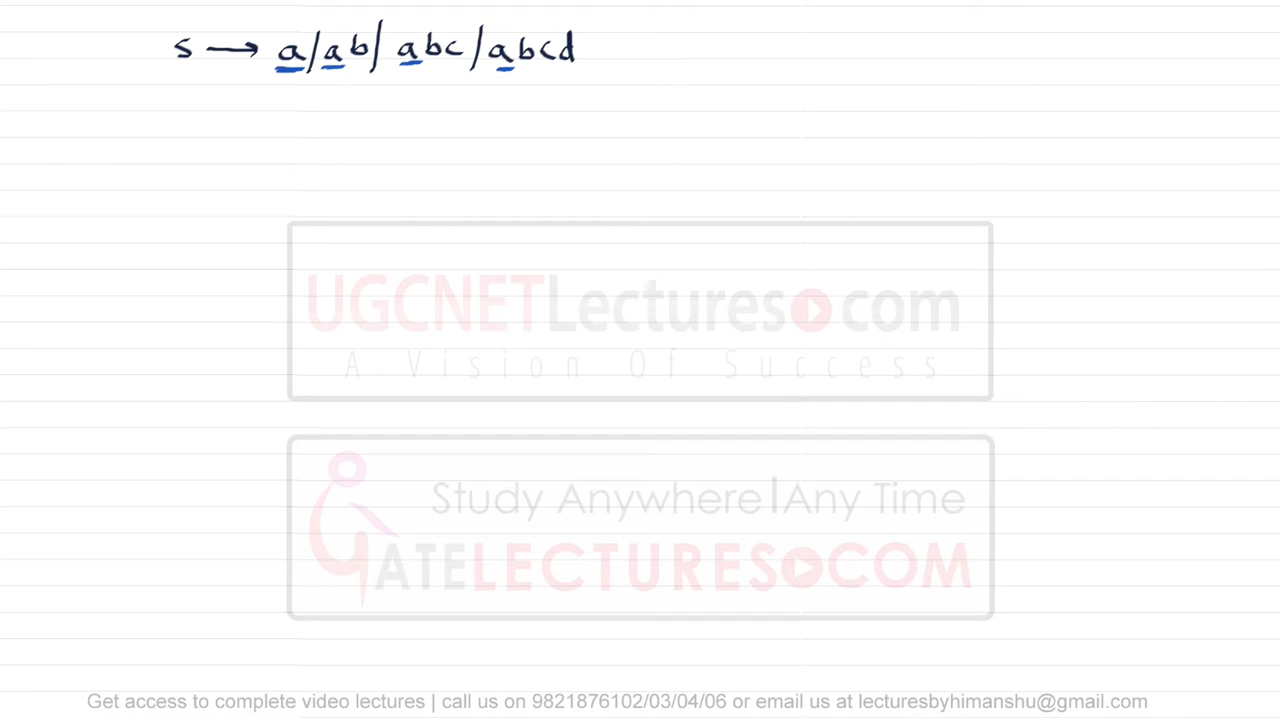 s → a/ab/abc/abcd
UGCNETLectures.com
A Vision Of Success
Study Anywhere|Any Time
GATELECTURES.COM
Get access to complete video lectures | call us on 9821876102/03/04/06 or email us at lecturesbyhimanshu@gmail.com